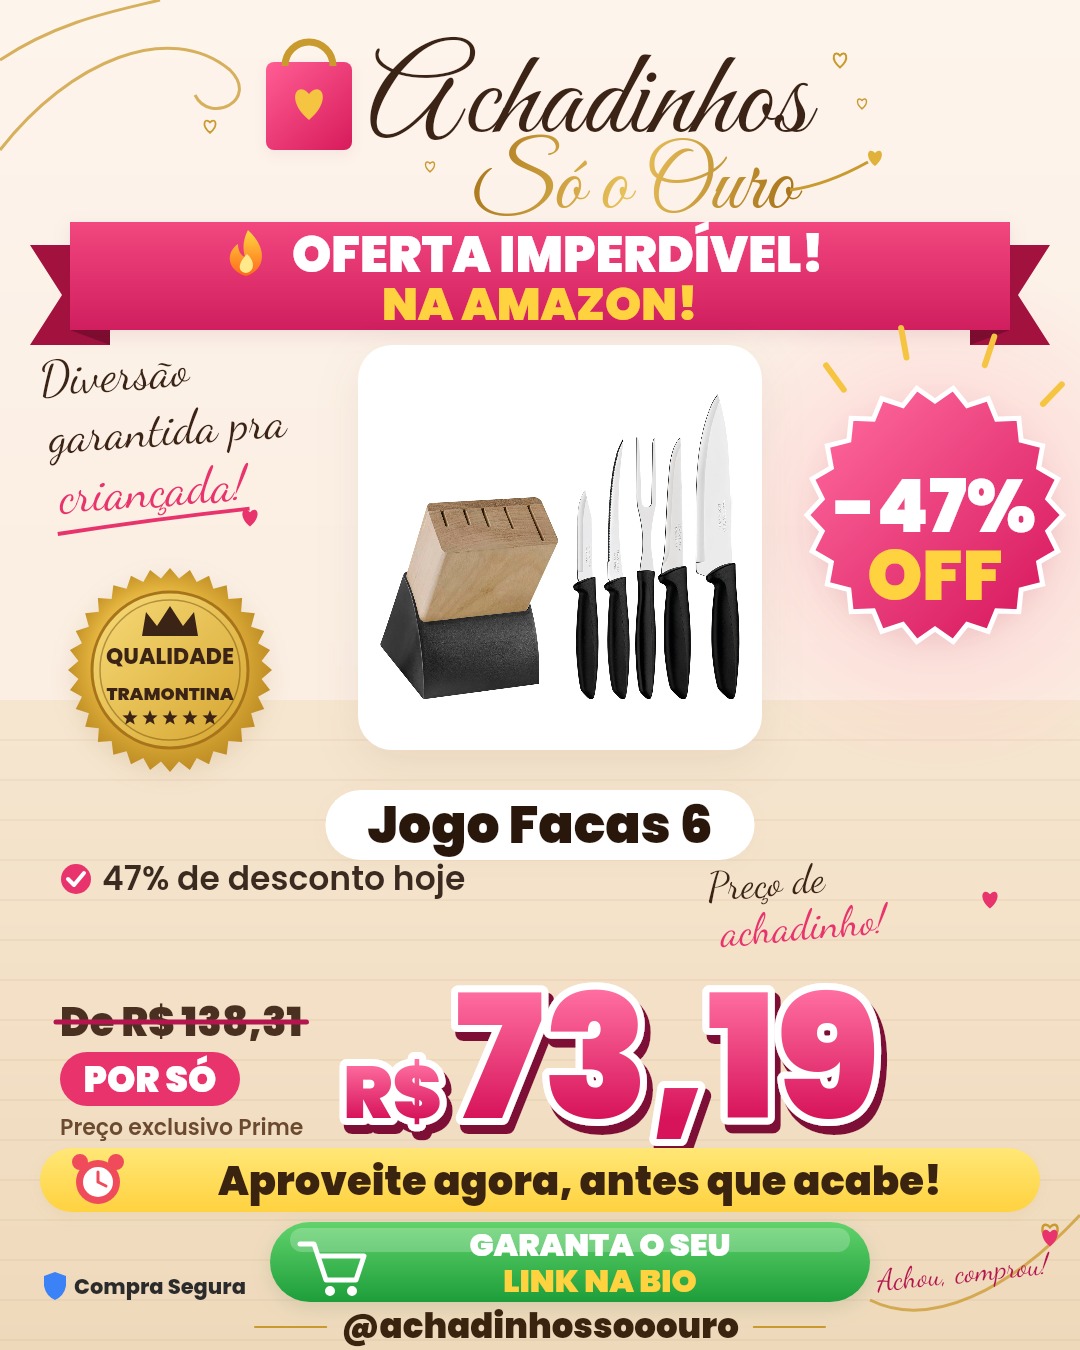 Achadinhos
Só o Ouro
OFERTA IMPERDÍVEL!
NA AMAZON!
Diversão
garantida pra
criançada!
-47%
OFF
QUALIDADE
TRAMONTINA
Jogo Facas 6
47% de desconto hoje
Preço de
achadinho!
De R$ 138,31
POR SÓ
R$73,19
Preço exclusivo Prime
Aproveite agora, antes que acabe!
GARANTA O SEU
LINK NA BIO
Compra Segura
Achou, comprou!
@achadinhossooouro